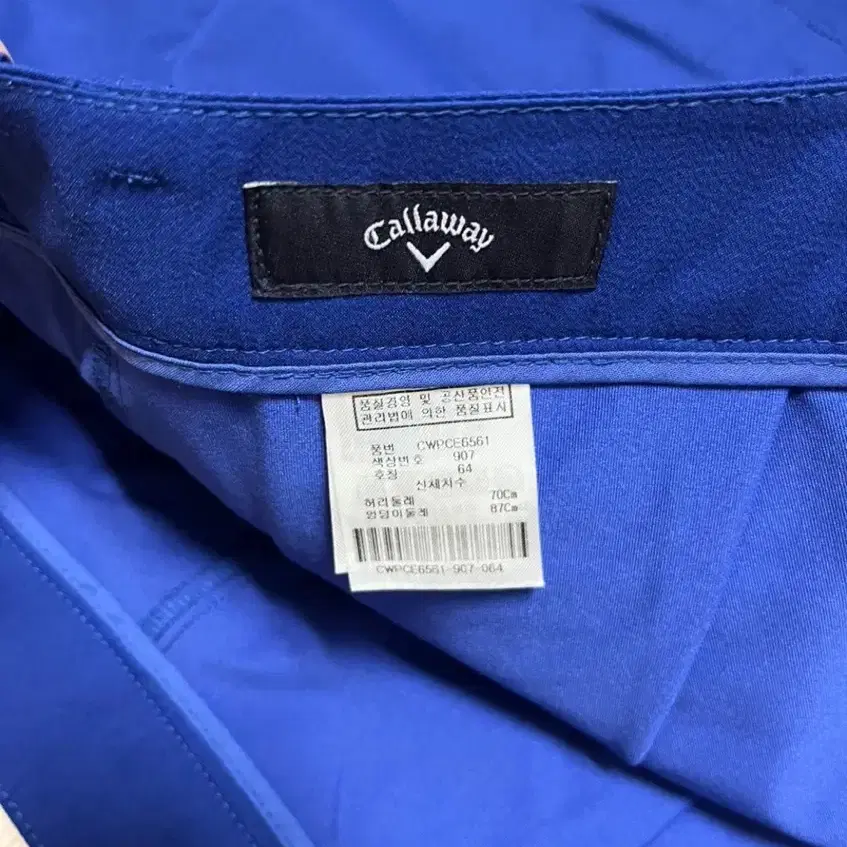 Callaway
품질경영 및 공산품안전
관리법에 의한 품질표시
품번 CWPCE6561
색상번호 907
호칭 64
신체치수
허리둘레 70Cm
엉덩이둘레 87Cm
CWPCE6561-907-064